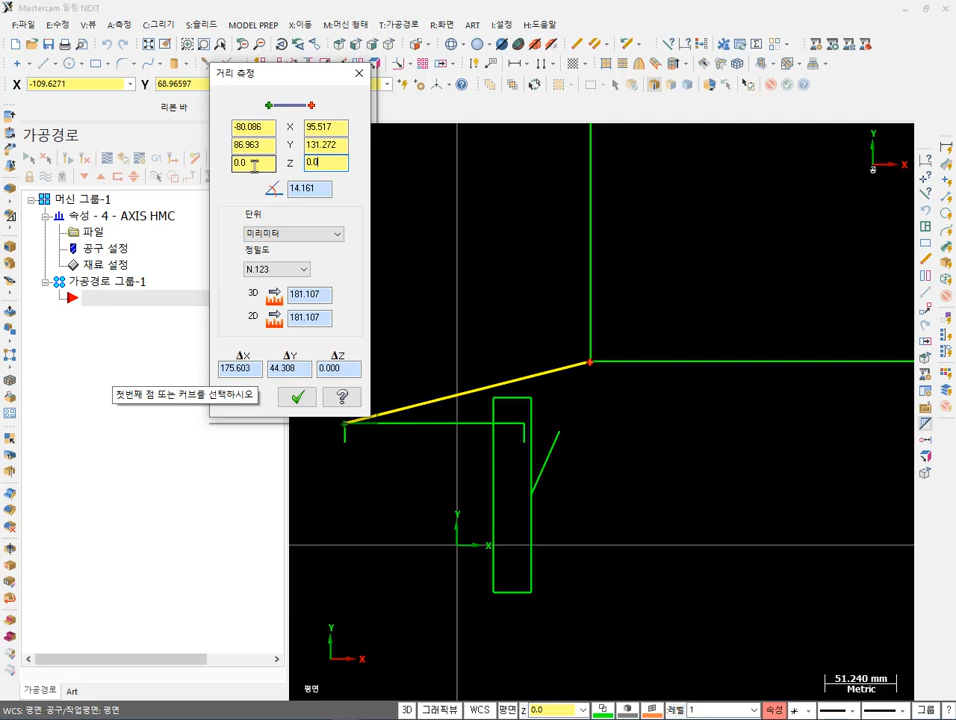 Mastercam 밀링 NEXT
F:파일 E:수정 V:뷰 A:측정 C:그리기 S:솔리드 MODEL PREP X:이동 M:머신 형태 T:가공경로 R:화면 ART I:설정 H:도움말
-109.6271 Y 68.96597
리본 바
가공경로
G1
머신 그룹-1
속성 - 4 - AXIS HMC
파일
공구 설정
재료 설정
가공경로 그룹-1
거리 측정
-80.086 X 95.517
86.963 Y 131.272
0.0 Z 0.0
14.161
단위
미리미터
정밀도
N.123
3D 181.107
2D 181.107
ΔX ΔY ΔZ
175.603 44.308 0.000
첫번째 점 또는 커브를 선택하시오
Y
X
공
Y
X
Y
X
평면
51.240 mm
Metric
가공경로 Art
WCS: 평면 공구/작업평면: 평면 3D 그래픽뷰 WCS 평면 Z 0.0 레벨 1 속성 그룹 ?